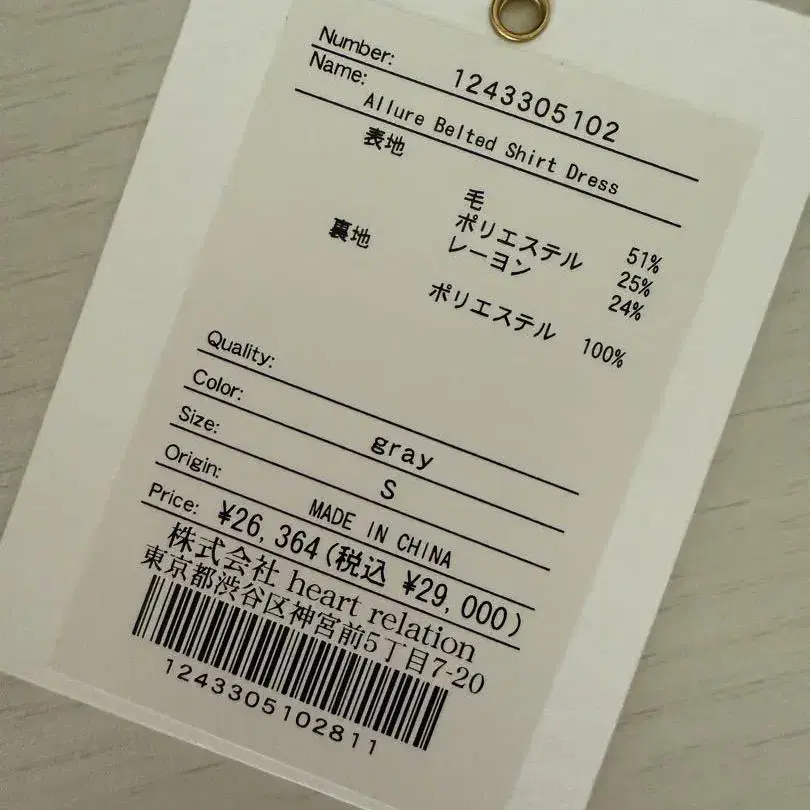 Number: 1243305102
Name: Allure Belted Shirt Dress
表地
毛 51%
ポリエステル 25%
レーヨン 24%
裏地
ポリエステル 100%
Quality:
Color: gray
Size: S
Origin: MADE IN CHINA
Price: ¥26,364(税込 ¥29,000)
株式会社 heart relation
東京都渋谷区神宮前5丁目7-20
1243305102811